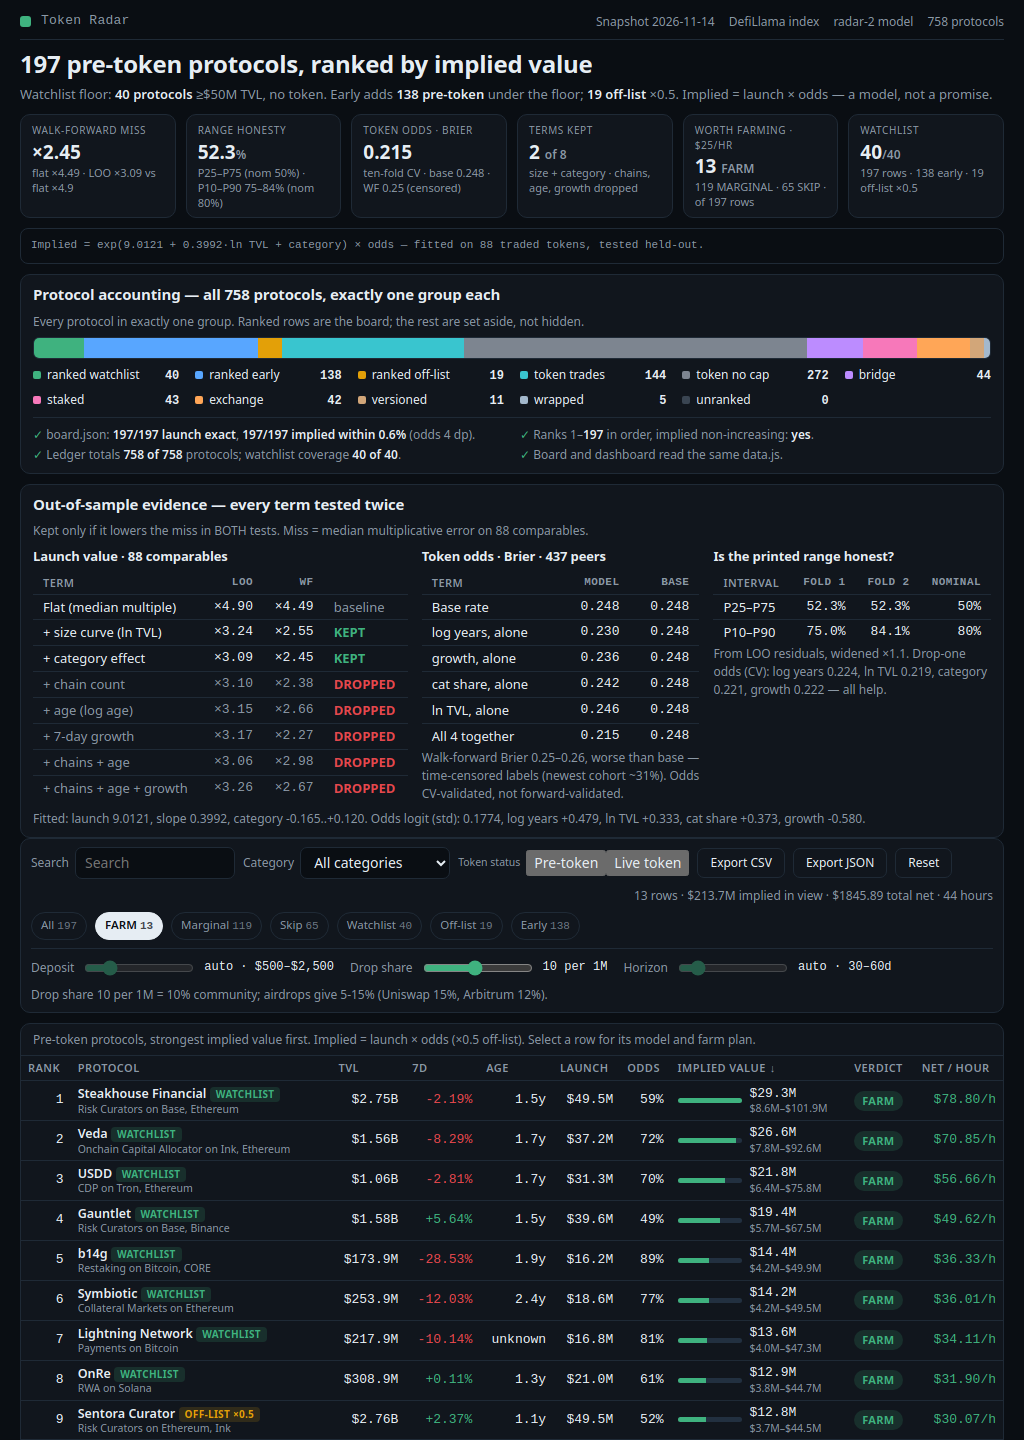 Token Radar
Snapshot 2026-11-14 DefiLlama index radar-2 model 758 protocols
197 pre-token protocols, ranked by implied value
Watchlist floor: 40 protocols ≥$50M TVL, no token. Early adds 138 pre-token under the floor; 19 off-list ×0.5. Implied = launch × odds — a model, not a promise.
WALK-FORWARD MISS
×2.45
flat ×4.49 · LOO ×3.09 vs
flat ×4.9
RANGE HONESTY
52.3%
P25–P75 (nom 50%) ·
P10–P90 75–84% (nom
80%)
TOKEN ODDS · BRIER
0.215
ten-fold CV · base 0.248 ·
WF 0.25 (censored)
TERMS KEPT
2 of 8
size + category · chains,
age, growth dropped
WORTH FARMING ·
$25/HR
13 FARM
119 MARGINAL · 65 SKIP ·
of 197 rows
WATCHLIST
40/40
197 rows · 138 early · 19
off-list ×0.5
Implied = exp(9.0121 + 0.3992·ln TVL + category) × odds — fitted on 88 traded tokens, tested held-out.
Protocol accounting — all 758 protocols, exactly one group each
Every protocol in exactly one group. Ranked rows are the board; the rest are set aside, not hidden.
ranked watchlist 40 ranked early 138 ranked off-list 19 token trades 144 token no cap 272 bridge 44
staked 43 exchange 42 versioned 11 wrapped 5 unranked 0
✓ board.json: 197/197 launch exact, 197/197 implied within 0.6% (odds 4 dp). ✓ Ranks 1–197 in order, implied non-increasing: yes.
✓ Ledger totals 758 of 758 protocols; watchlist coverage 40 of 40. ✓ Board and dashboard read the same data.js.
Out-of-sample evidence — every term tested twice
Kept only if it lowers the miss in BOTH tests. Miss = median multiplicative error on 88 comparables.
Launch value · 88 comparables
TERM LOO WF
Flat (median multiple) ×4.90 ×4.49 baseline
+ size curve (ln TVL) ×3.24 ×2.55 KEPT
+ category effect ×3.09 ×2.45 KEPT
+ chain count ×3.10 ×2.38 DROPPED
+ age (log age) ×3.15 ×2.66 DROPPED
+ 7-day growth ×3.17 ×2.27 DROPPED
+ chains + age ×3.06 ×2.98 DROPPED
+ chains + age + growth ×3.26 ×2.67 DROPPED
Token odds · Brier · 437 peers
TERM MODEL BASE
Base rate 0.248 0.248
log years, alone 0.230 0.248
growth, alone 0.236 0.248
cat share, alone 0.242 0.248
ln TVL, alone 0.246 0.248
All 4 together 0.215 0.248
Walk-forward Brier 0.25–0.26, worse than base —
time-censored labels (newest cohort ~31%). Odds
CV-validated, not forward-validated.
Is the printed range honest?
INTERVAL FOLD 1 FOLD 2 NOMINAL
P25–P75 52.3% 52.3% 50%
P10–P90 75.0% 84.1% 80%
From LOO residuals, widened ×1.1. Drop-one
odds (CV): log years 0.224, ln TVL 0.219, category
0.221, growth 0.222 — all help.
Fitted: launch 9.0121, slope 0.3992, category -0.165..+0.120. Odds logit (std): 0.1774, log years +0.479, ln TVL +0.333, cat share +0.373, growth -0.580.
Search Search Category All categories Token status Pre-token Live token Export CSV Export JSON Reset
13 rows · $213.7M implied in view · $1845.89 total net · 44 hours
All 197 FARM 13 Marginal 119 Skip 65 Watchlist 40 Off-list 19 Early 138
Deposit auto · $500–$2,500 Drop share 10 per 1M Horizon auto · 30–60d
Drop share 10 per 1M = 10% community; airdrops give 5-15% (Uniswap 15%, Arbitrum 12%).
Pre-token protocols, strongest implied value first. Implied = launch × odds (×0.5 off-list). Select a row for its model and farm plan.
RANK PROTOCOL TVL 7D AGE LAUNCH ODDS IMPLIED VALUE ↓ VERDICT NET / HOUR
1 Steakhouse Financial WATCHLIST $2.75B -2.19% 1.5y $49.5M 59% $29.3M FARM $78.80/h
Risk Curators on Base, Ethereum $8.6M–$101.9M
2 Veda WATCHLIST $1.56B -8.29% 1.7y $37.2M 72% $26.6M FARM $70.85/h
Onchain Capital Allocator on Ink, Ethereum $7.8M–$92.6M
3 USDD WATCHLIST $1.06B -2.81% 1.7y $31.3M 70% $21.8M FARM $56.66/h
CDP on Tron, Ethereum $6.4M–$75.8M
4 Gauntlet WATCHLIST $1.58B +5.64% 1.5y $39.6M 49% $19.4M FARM $49.62/h
Risk Curators on Base, Binance $5.7M–$67.5M
5 b14g WATCHLIST $173.9M -28.53% 1.9y $16.2M 89% $14.4M FARM $36.33/h
Restaking on Bitcoin, CORE $4.2M–$49.9M
6 Symbiotic WATCHLIST $253.9M -12.03% 2.4y $18.6M 77% $14.2M FARM $36.01/h
Collateral Markets on Ethereum $4.2M–$49.5M
7 Lightning Network WATCHLIST $217.9M -10.14% unknown $16.8M 81% $13.6M FARM $34.11/h
Payments on Bitcoin $4.0M–$47.3M
8 OnRe WATCHLIST $308.9M +0.11% 1.3y $21.0M 61% $12.9M FARM $31.90/h
RWA on Solana $3.8M–$44.7M
9 Sentora Curator OFF-LIST ×0.5 $2.76B +2.37% 1.1y $49.5M 52% $12.8M FARM $30.07/h
Risk Curators on Ethereum, Ink $3.7M–$44.5M